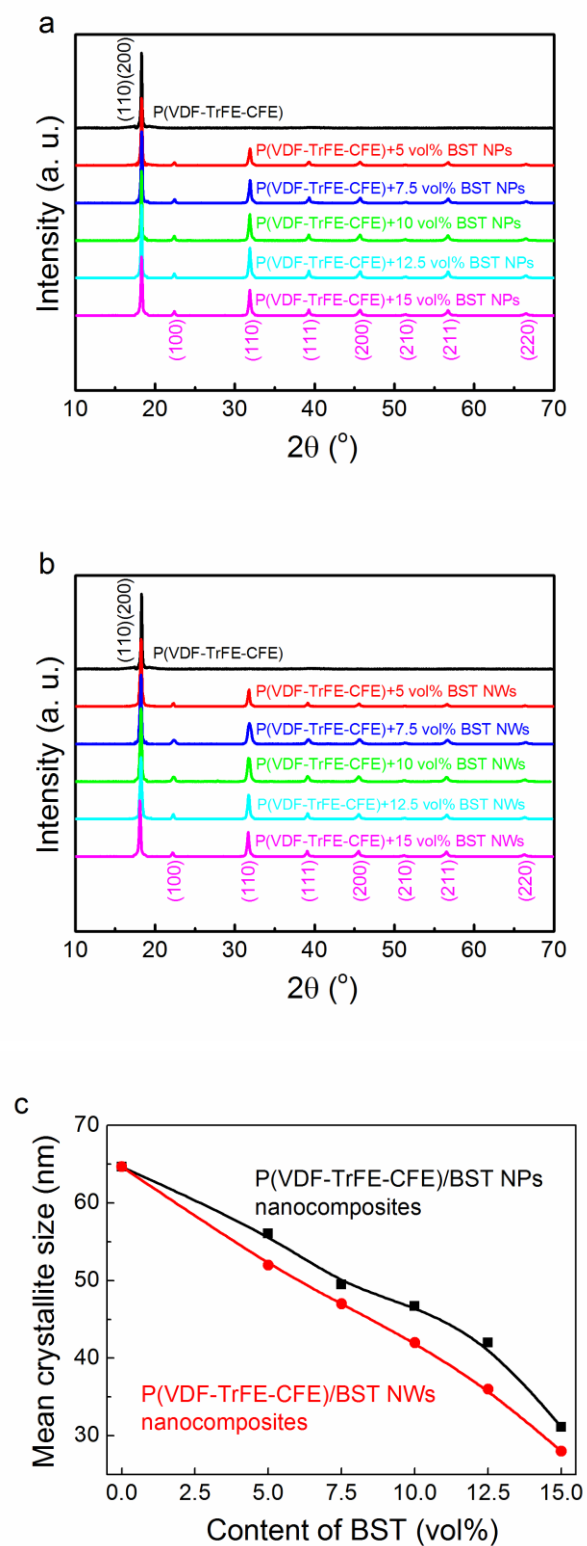 a
(110)(200)
P(VDF-TrFE-CFE)
P(VDF-TrFE-CFE)+5 vol% BST NPs
P(VDF-TrFE-CFE)+7.5 vol% BST NPs
P(VDF-TrFE-CFE)+10 vol% BST NPs
P(VDF-TrFE-CFE)+12.5 vol% BST NPs
P(VDF-TrFE-CFE)+15 vol% BST NPs
(100) (110) (111) (200) (210) (211) (220)
Intensity (a. u.)
10 20 30 40 50 60 70
2θ (°)
b
(110)(200)
P(VDF-TrFE-CFE)
P(VDF-TrFE-CFE)+5 vol% BST NWs
P(VDF-TrFE-CFE)+7.5 vol% BST NWs
P(VDF-TrFE-CFE)+10 vol% BST NWs
P(VDF-TrFE-CFE)+12.5 vol% BST NWs
P(VDF-TrFE-CFE)+15 vol% BST NWs
(100) (110) (111) (200) (210) (211) (220)
Intensity (a. u.)
10 20 30 40 50 60 70
2θ (°)
c
Mean crystallite size (nm)
70
60
50
40
30
P(VDF-TrFE-CFE)/BST NPs
nanocomposites
P(VDF-TrFE-CFE)/BST NWs
nanocomposites
0.0 2.5 5.0 7.5 10.0 12.5 15.0
Content of BST (vol%)